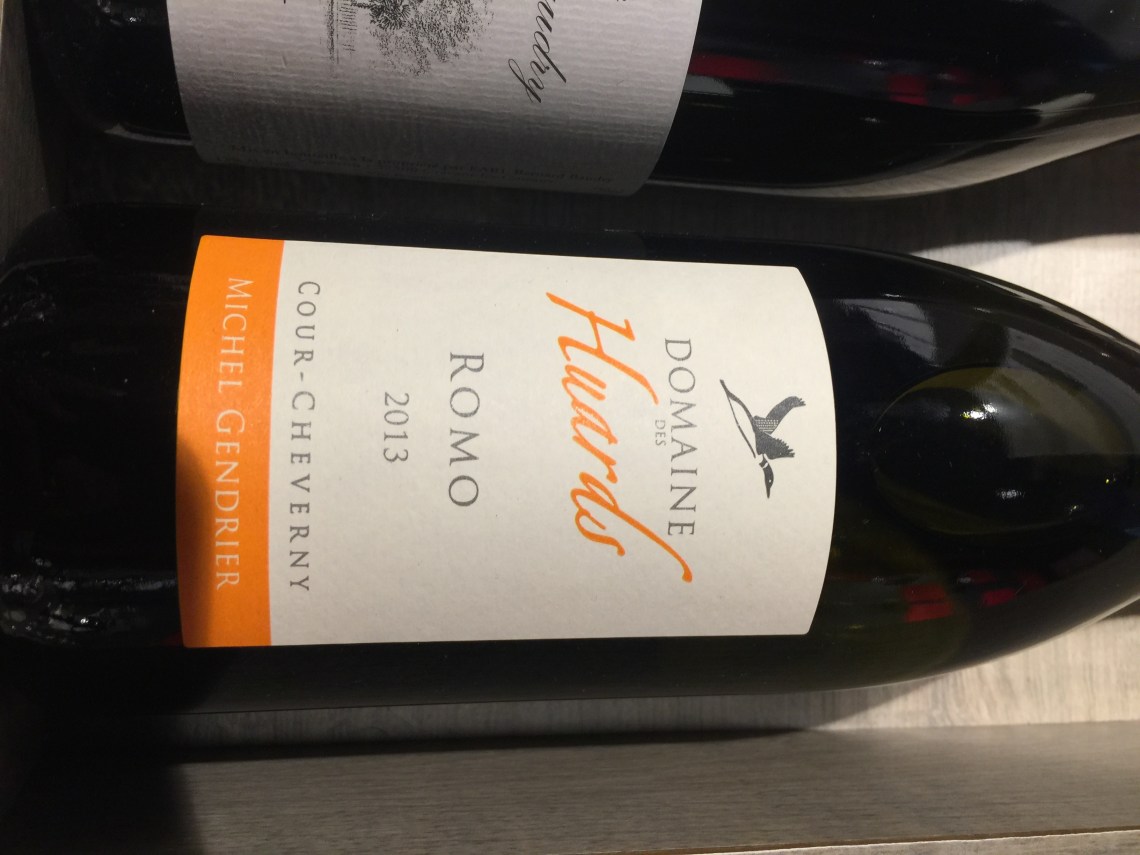 DOMAINE
DES
Huards
ROMO
2013
COUR-CHEVERNY
MICHEL GENDRIER